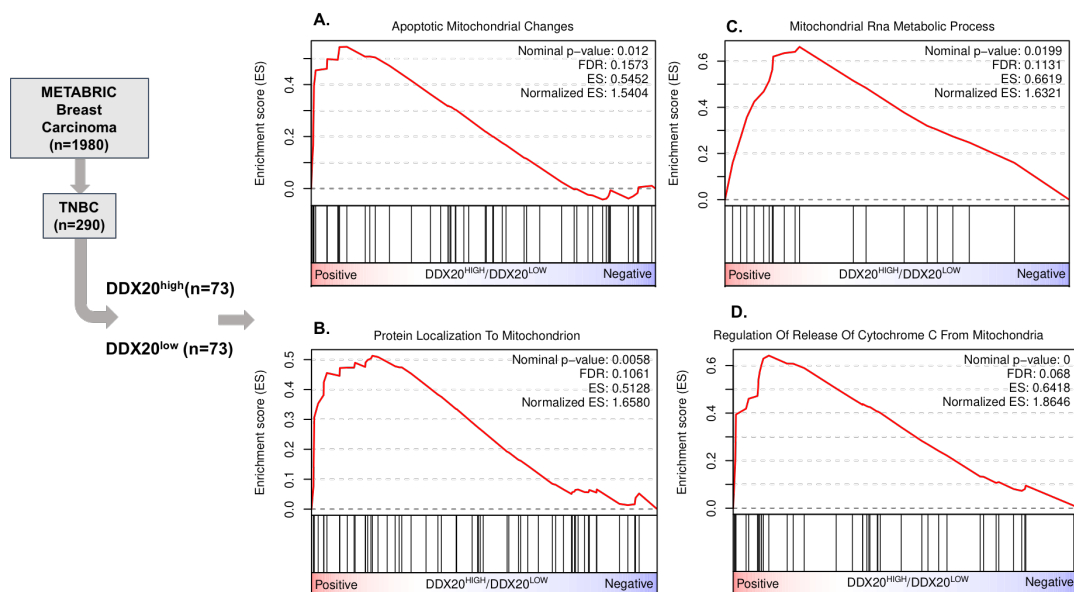 METABRIC
Breast
Carcinoma
(n=1980)
TNBC
(n=290)
DDX20high(n=73)
DDX20low (n=73)
A.
Apoptotic Mitochondrial Changes
Enrichment score (ES)
0.4
0.2
0.0
Nominal p-value: 0.012
FDR: 0.1573
ES: 0.5452
Normalized ES: 1.5404
Positive
DDX20HIGH/DDX20LOW
Negative
B.
Protein Localization To Mitochondrion
Enrichment score (ES)
0.5
0.4
0.3
0.2
0.1
0.0
Nominal p-value: 0.0058
FDR: 0.1061
ES: 0.5128
Normalized ES: 1.6580
Positive
DDX20HIGH/DDX20LOW
Negative
C.
Mitochondrial Rna Metabolic Process
Enrichment score (ES)
0.6
0.4
0.2
0.0
Nominal p-value: 0.0199
FDR: 0.1131
ES: 0.6619
Normalized ES: 1.6321
Positive
DDX20HIGH/DDX20LOW
Negative
D.
Regulation Of Release Of Cytochrome C From Mitochondria
Enrichment score (ES)
0.6
0.4
0.2
0.0
Nominal p-value: 0
FDR: 0.068
ES: 0.6418
Normalized ES: 1.8646
Positive
DDX20HIGH/DDX20LOW
Negative